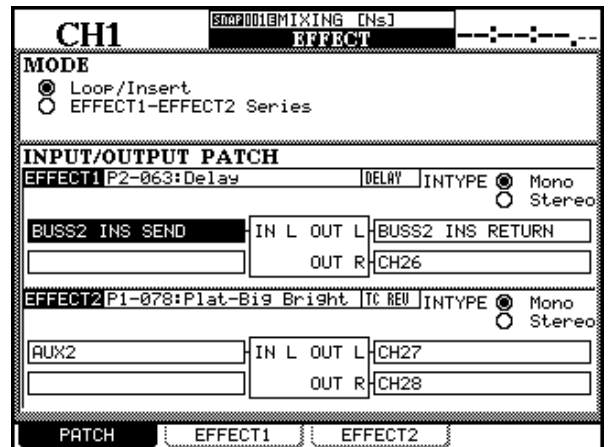 CH1
SNAP001:MIXING [Ns]
EFFECT
--:--:--.--
MODE
Loop/Insert
EFFECT1-EFFECT2 Series
INPUT/OUTPUT PATCH
EFFECT1 P2-063:Delay DELAY INTYPE Mono
Stereo
BUSS2 INS SEND IN L OUT L BUSS2 INS RETURN
OUT R CH26
EFFECT2 P1-078:Plat-Big Bright TC REV INTYPE Mono
Stereo
AUX2 IN L OUT L CH27
OUT R CH28
PATCH EFFECT1 EFFECT2